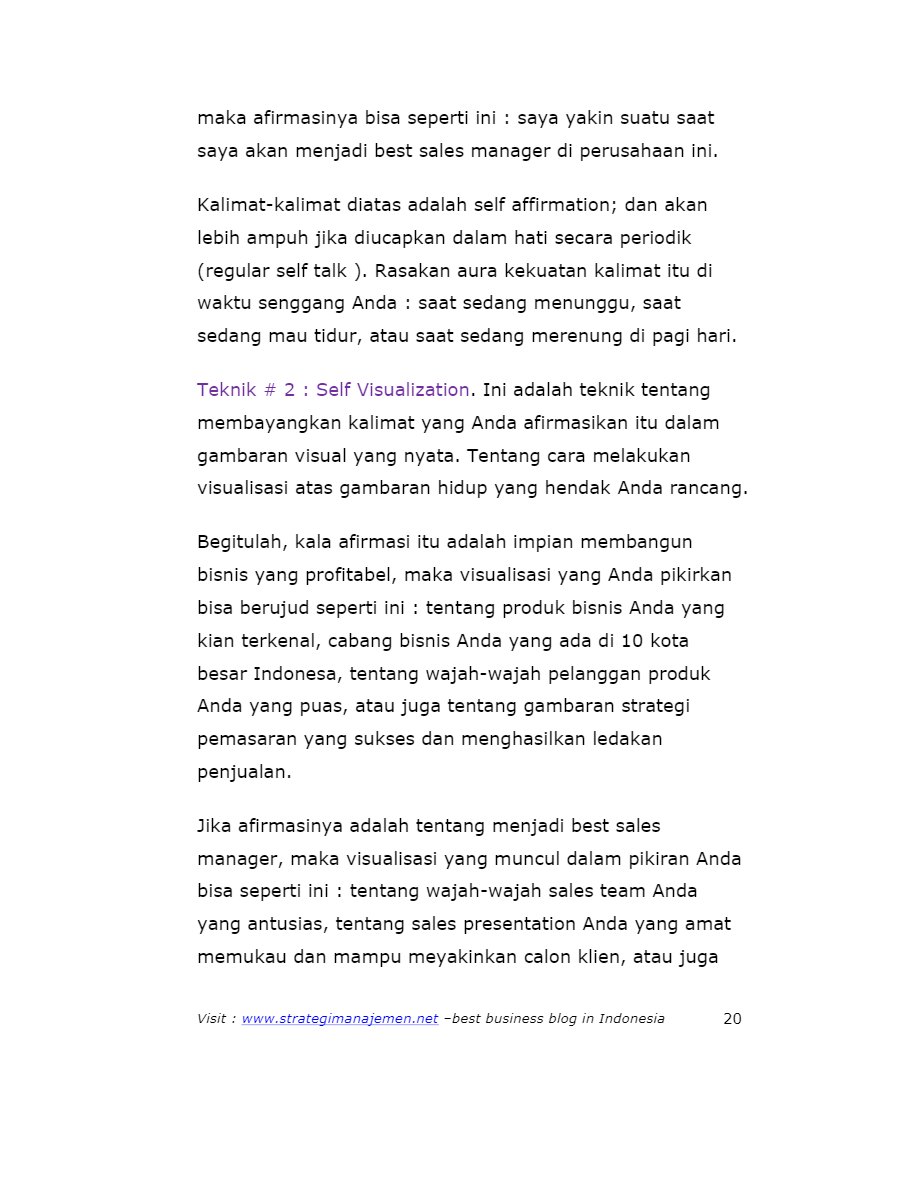 maka afirmasinya bisa seperti ini : saya yakin suatu saat
saya akan menjadi best sales manager di perusahaan ini.
Kalimat-kalimat diatas adalah self affirmation; dan akan
lebih ampuh jika diucapkan dalam hati secara periodik
(regular self talk ). Rasakan aura kekuatan kalimat itu di
waktu senggang Anda : saat sedang menunggu, saat
sedang mau tidur, atau saat sedang merenung di pagi hari.
Teknik # 2 : Self Visualization. Ini adalah teknik tentang
membayangkan kalimat yang Anda afirmasikan itu dalam
gambaran visual yang nyata. Tentang cara melakukan
visualisasi atas gambaran hidup yang hendak Anda rancang.
Begitulah, kala afirmasi itu adalah impian membangun
bisnis yang profitabel, maka visualisasi yang Anda pikirkan
bisa berujud seperti ini : tentang produk bisnis Anda yang
kian terkenal, cabang bisnis Anda yang ada di 10 kota
besar Indonesa, tentang wajah-wajah pelanggan produk
Anda yang puas, atau juga tentang gambaran strategi
pemasaran yang sukses dan menghasilkan ledakan
penjualan.
Jika afirmasinya adalah tentang menjadi best sales
manager, maka visualisasi yang muncul dalam pikiran Anda
bisa seperti ini : tentang wajah-wajah sales team Anda
yang antusias, tentang sales presentation Anda yang amat
memukau dan mampu meyakinkan calon klien, atau juga
Visit : www.strategimanajemen.net –best business blog in Indonesia 20